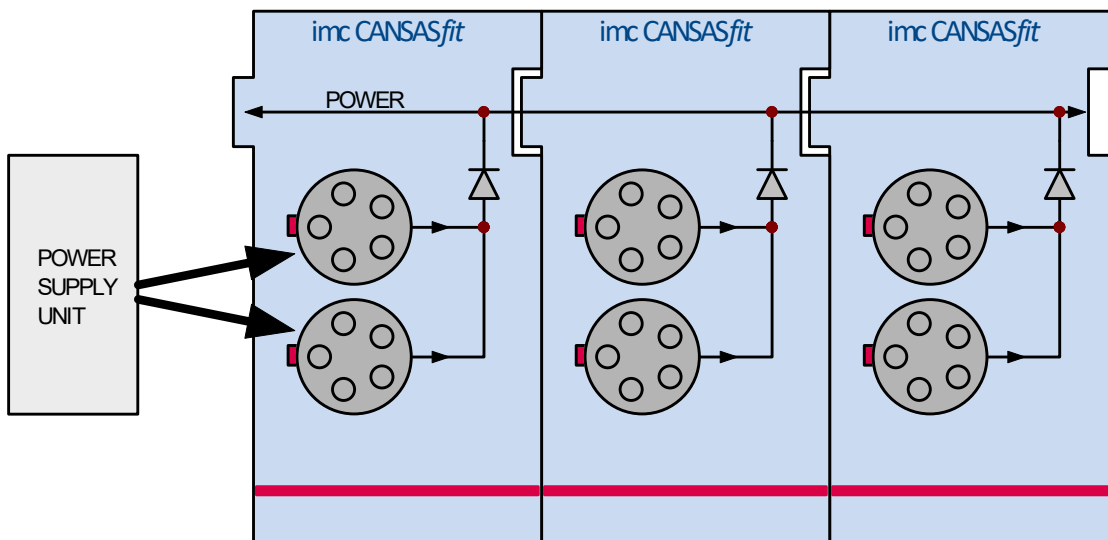 imc CANSASfit
imc CANSASfit
imc CANSASfit
POWER
POWER
SUPPLY
UNIT